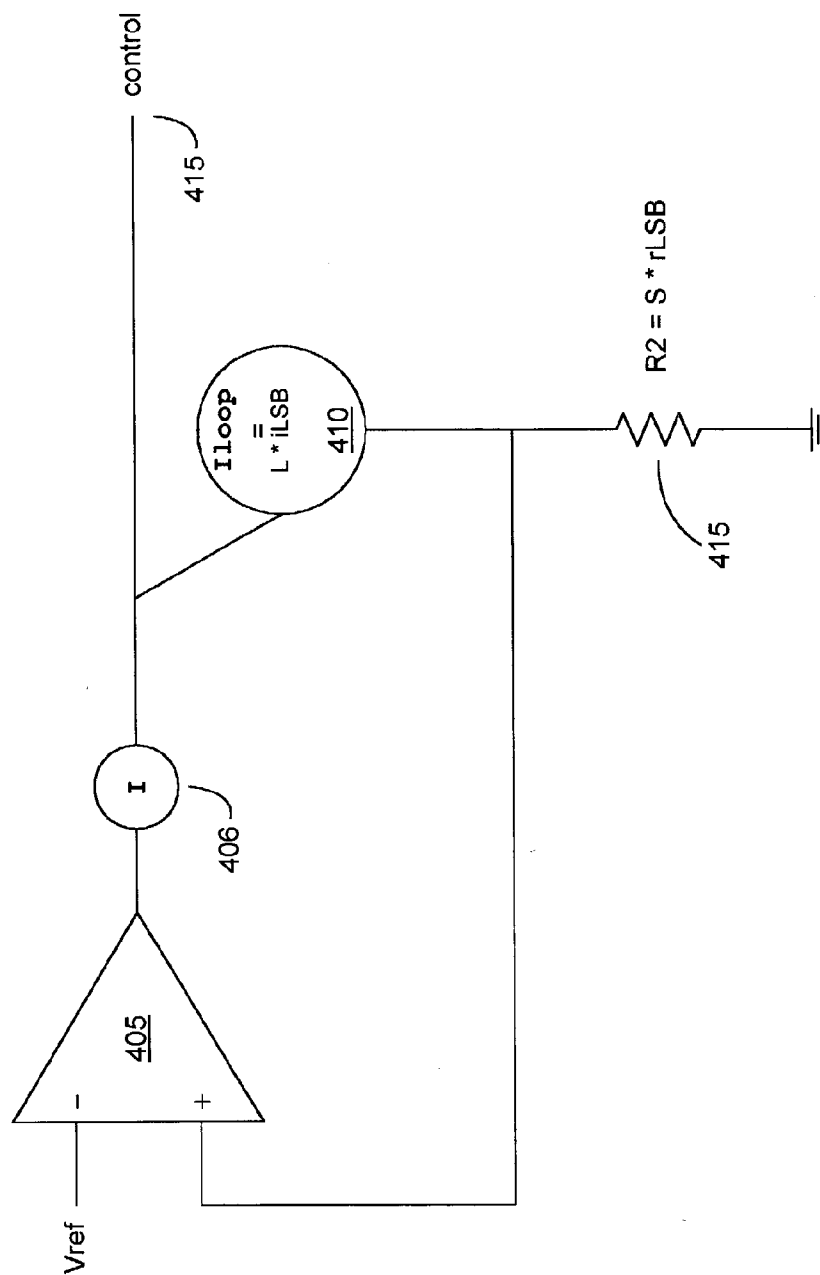 Vref
-
+
405
I
406
Iloop
=
L * iLSB
410
control
415
R2 = S * rLSB
415